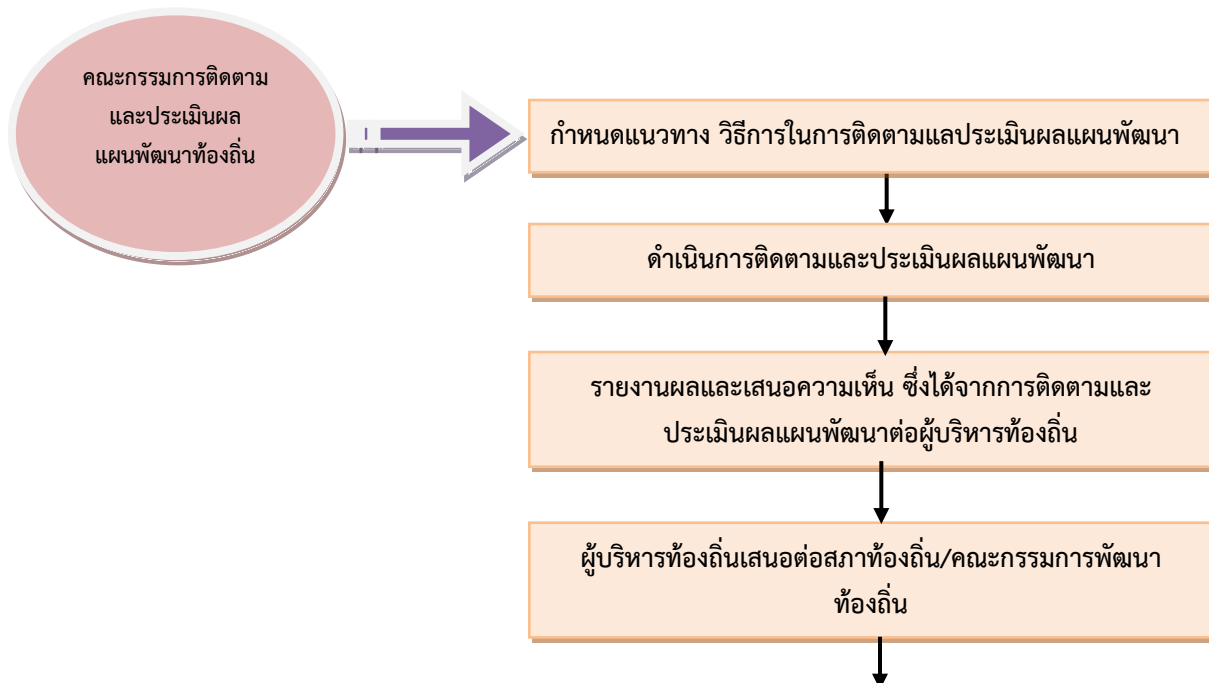 คณะกรรมการติดตาม
และประเมินผล
แผนพัฒนาท้องถิ่น
กำหนดแนวทาง วิธีการในการติดตามแลประเมินผลแผนพัฒนา
ดำเนินการติดตามและประเมินผลแผนพัฒนา
รายงานผลและเสนอความเห็น ซึ่งได้จากการติดตามและ
ประเมินผลแผนพัฒนาต่อผู้บริหารท้องถิ่น
ผู้บริหารท้องถิ่นเสนอต่อสภาท้องถิ่น/คณะกรรมการพัฒนา
ท้องถิ่น